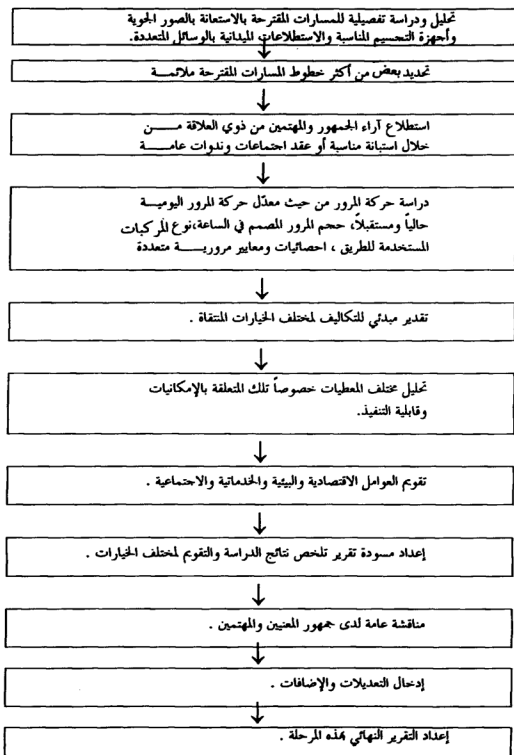 تحليل ودراسة تفصيلية للمسارات المقترحة بالاستعانة بالصور الجوية
وأجهزة التجسيم المناسبة والاستطلاعات الميدانية بالوسائل المتعددة.
تحديد بعض من أكثر خطوط المسارات المقترحة ملائمة
استطلاع آراء الجمهور والمهتمين من ذوي العلاقة من
خلال استبانة مناسبة أو عقد اجتماعات وندوات عامة
دراسة حركة المرور من حيث معدّل حركة المرور اليومية
حالياً ومستقبلاً، حجم المرور المصمم في الساعة،نوع المركبات
المستخدمة للطريق ، احصائيات ومعايير مرورية متعددة
تقدير مبدئي للتكاليف لمختلف الخيارات المنتقاة .
تحليل مختلف المعطيات خصوصاً تلك المتعلقة بالإمكانيات
وقابلية التنفيذ.
تقويم العوامل الاقتصادية والبيئية والخدماتية والاجتماعية .
إعداد مسودة تقرير تلخص نتائج الدراسة والتقويم لمختلف الخيارات .
مناقشة عامة لدى جمهور المعنيين والمهتمين .
إدخال التعديلات والإضافات .
إعداد التقرير النهائي لهذه المرحلة .